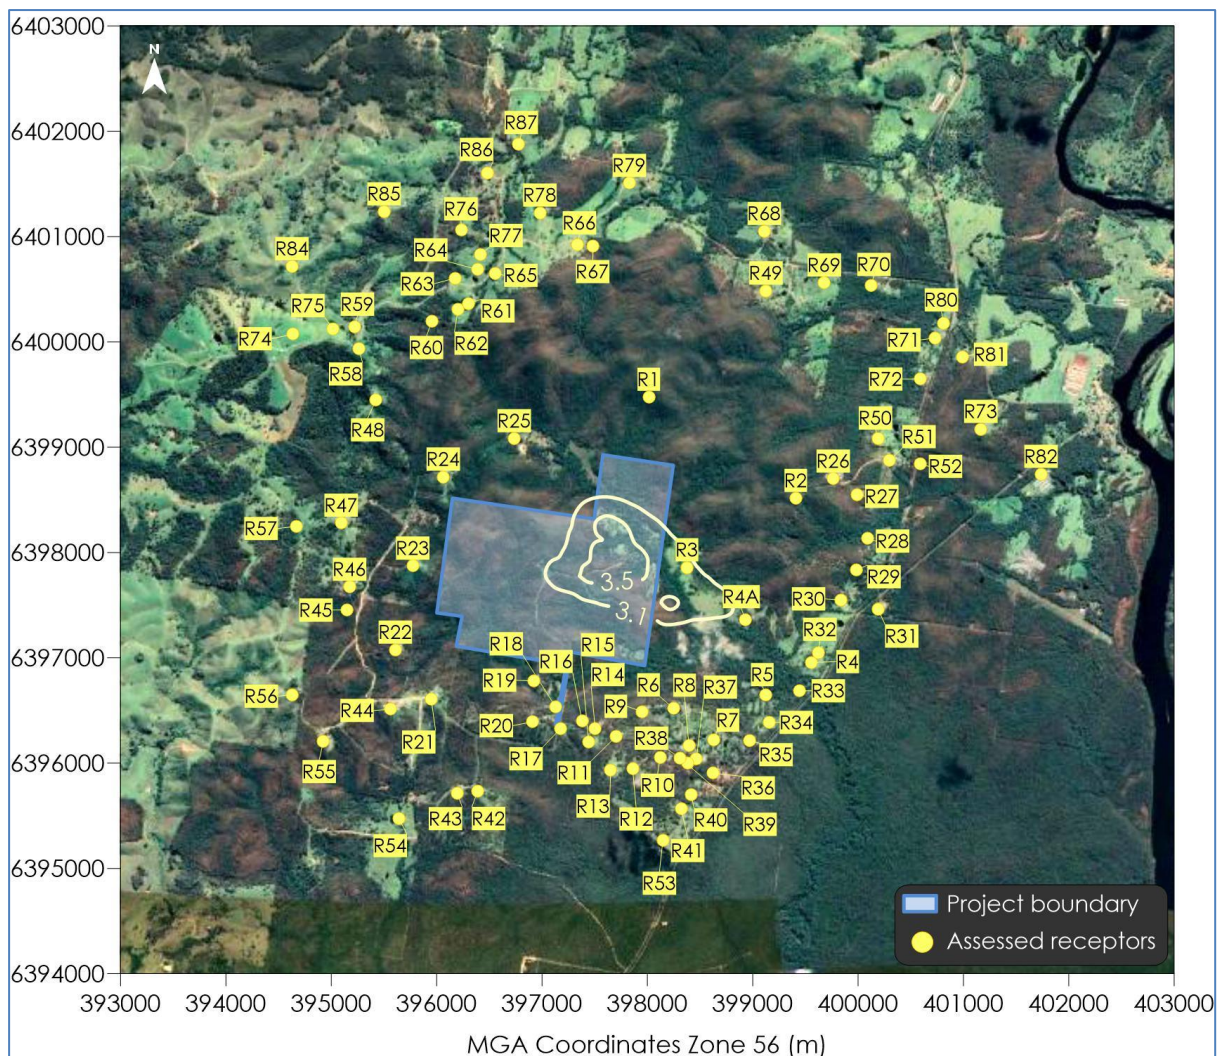 6403000
N
R87
6402000
R86
R79
R85
R78
R76
R66
R68
6401000
R84
R77
R64
R67
R49
R69
R70
R63
R65
R75
R59
R61
R80
R74
R60
R62
R71
6400000
R81
R58
R1
R72
R48
R25
R50
R51
R73
6399000
R24
R26
R52
R82
R2
R47
R27
R57
6398000
R23
R3
R28
R46
3.5
R29
R45
3.1
R4A
R30
R31
R22
R18
R15
R32
6397000
R16
R14
R4
R19
R6
R8
R37
R5
R56
R9
R33
R44
R20
R38
R7
R34
R21
R17
R35
6396000
R55
R11
R10
R36
R13
R12
R43
R42
R40
R39
R54
R41
6395000
R53
Project boundary
Assessed receptors
6394000
393000 394000 395000 396000 397000 398000 399000 400000 401000 402000 403000
MGA Coordinates Zone 56 (m)